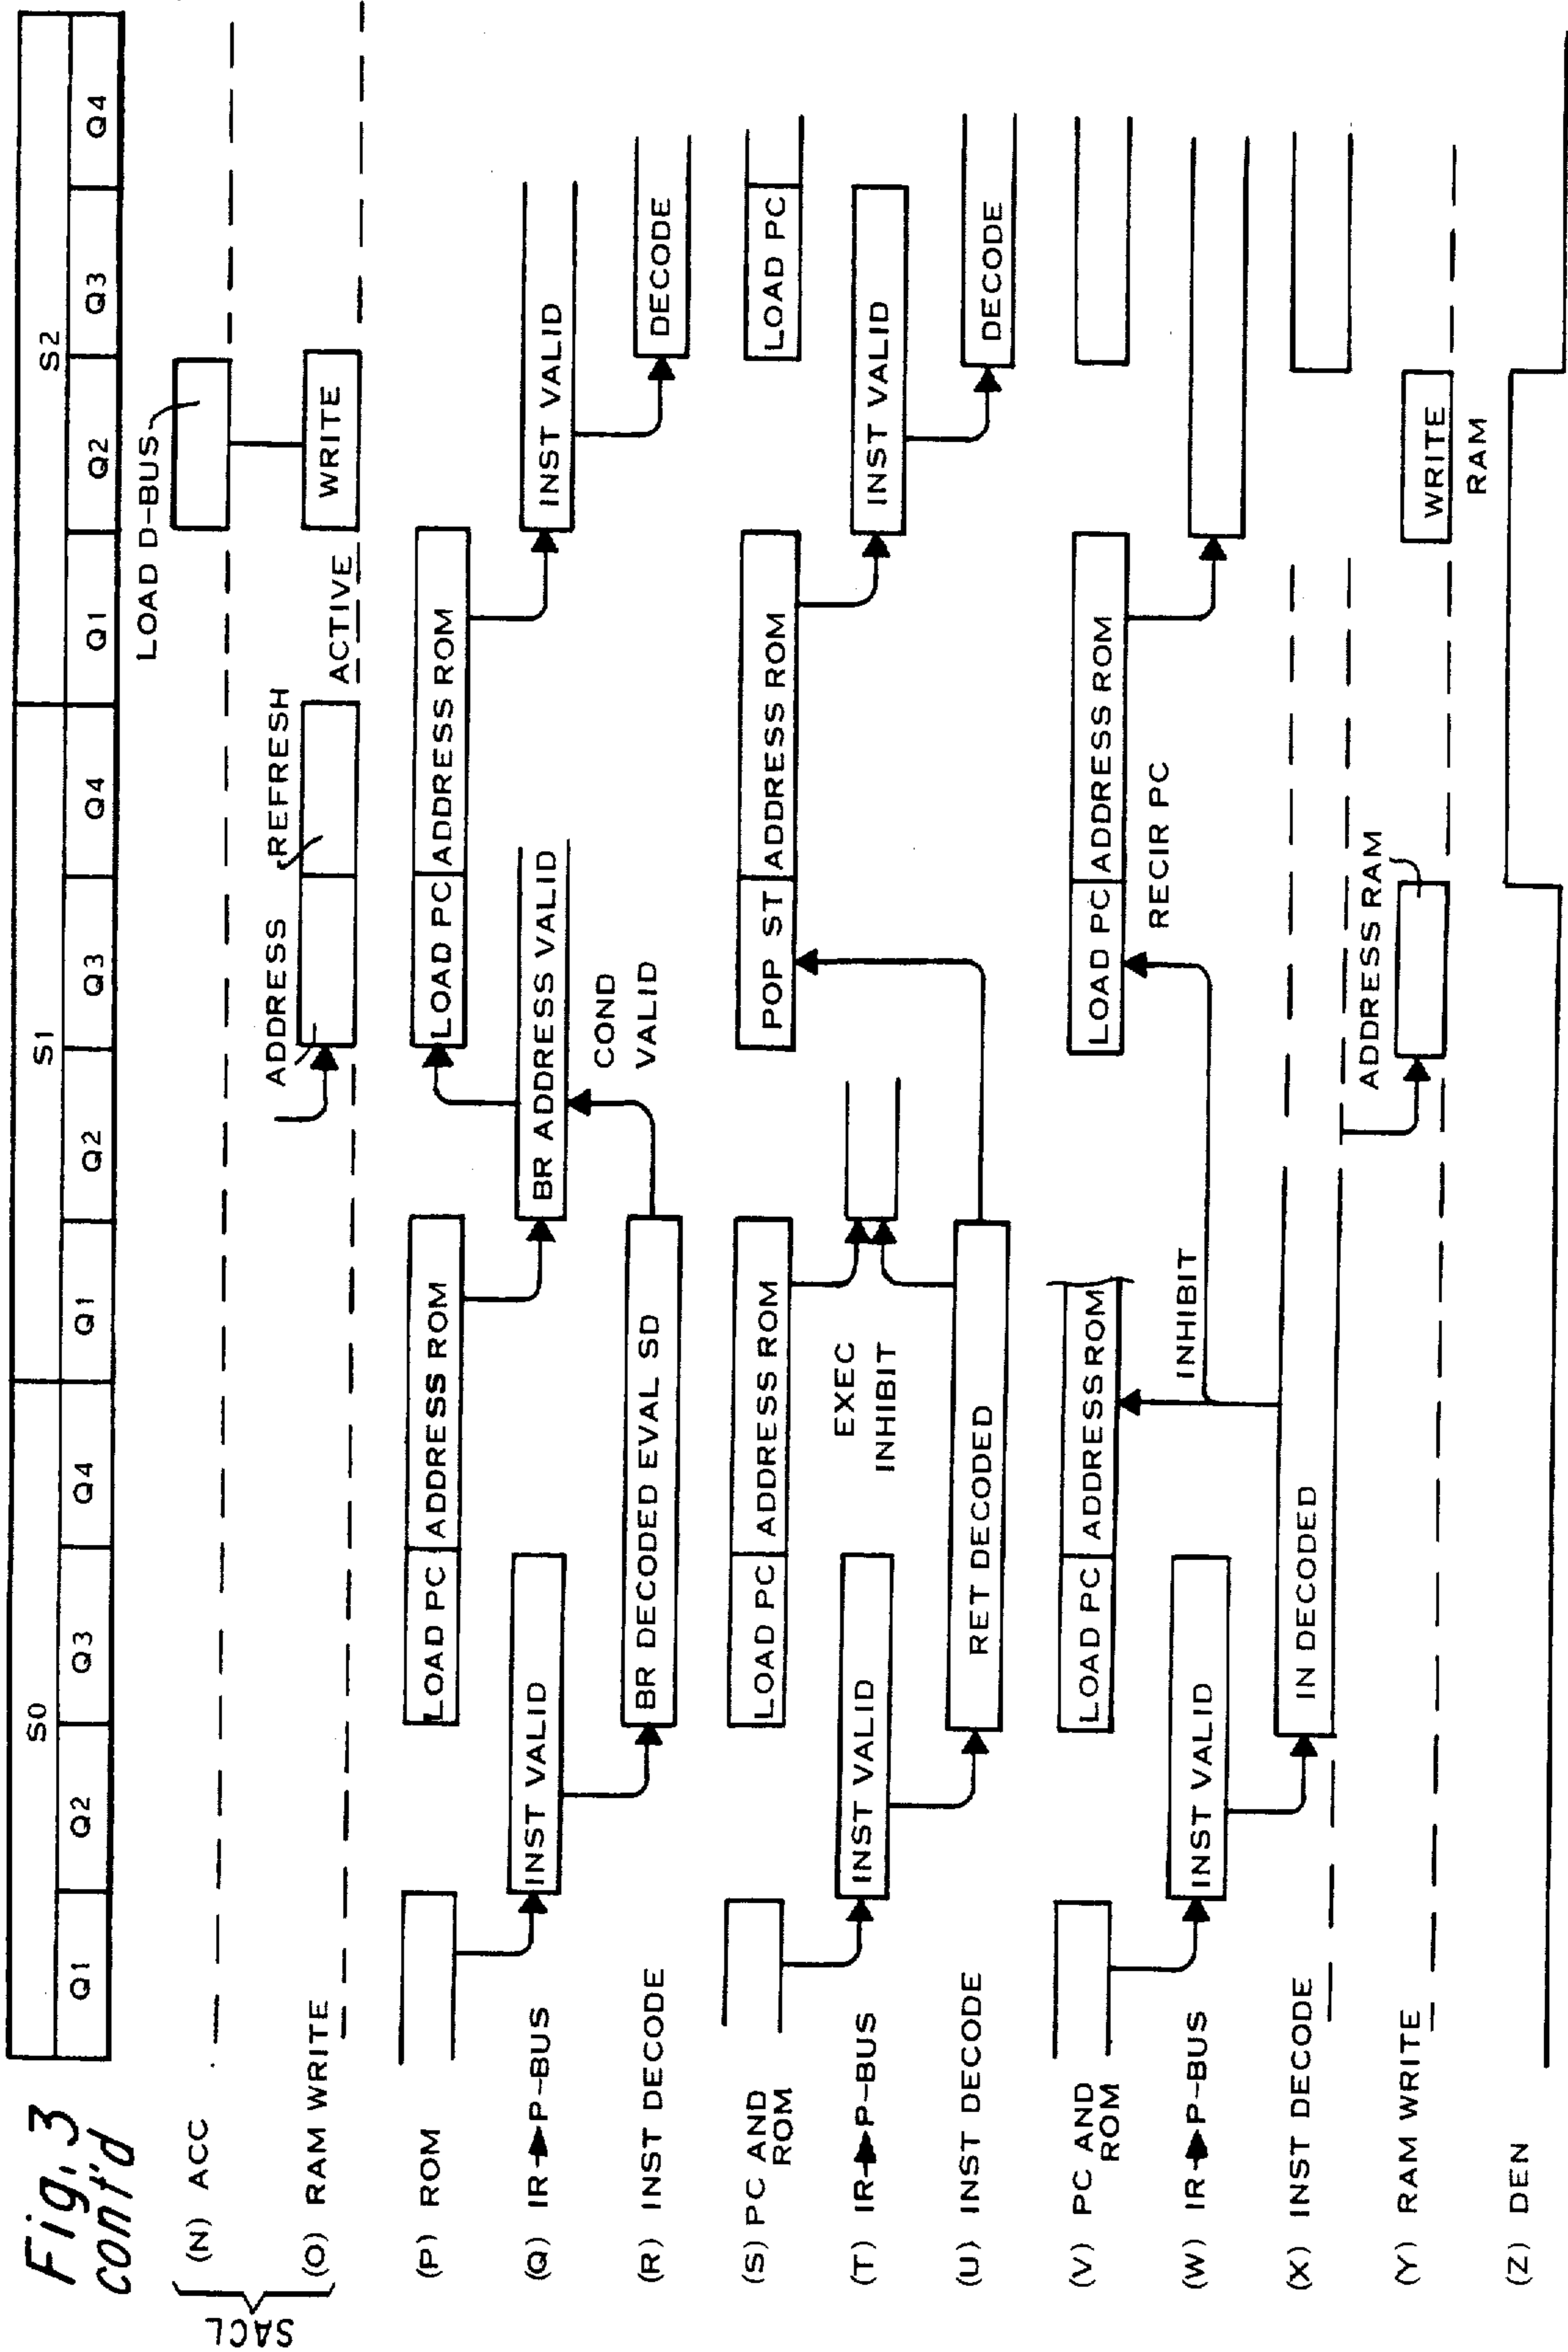 Fig. 3
cont'd
S0 S1 S2
Q1 Q2 Q3 Q4 Q1 Q2 Q3 Q4 Q1 Q2 Q3 Q4
SACL
(N) ACC
LOAD D-BUS
(O) RAM WRITE
ADDRESS
REFRESH
ACTIVE
WRITE
(P) ROM
LOAD PC ADDRESS ROM
LOAD PC ADDRESS ROM
(Q) IR→P-BUS
INST VALID
BR ADDRESS VALID
INST VALID
(R) INST DECODE
BR DECODED EVAL SD
COND
VALID
DECODE
(S) PC AND
ROM
LOAD PC ADDRESS ROM
POP ST ADDRESS ROM
LOAD PC
(T) IR→P-BUS
INST VALID
EXEC
INHIBIT
INST VALID
(U) INST DECODE
RET DECODED
DECODE
(V) PC AND
ROM
LOAD PC ADDRESS ROM
LOAD PC ADDRESS ROM
RECIR PC
(W) IR→P-BUS
INST VALID
INHIBIT
(X) INST DECODE
IN DECODED
(Y) RAM WRITE
ADDRESS RAM
WRITE
RAM
(Z) DEN